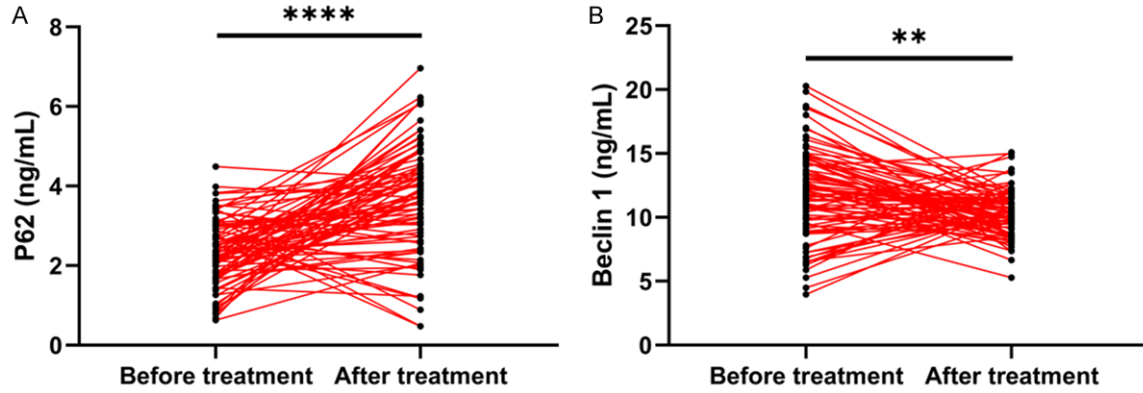 A
P62 (ng/mL)
8
6
4
2
0
****
Before treatment
After treatment
B
Beclin 1 (ng/mL)
25
20
15
10
5
0
**
Before treatment
After treatment